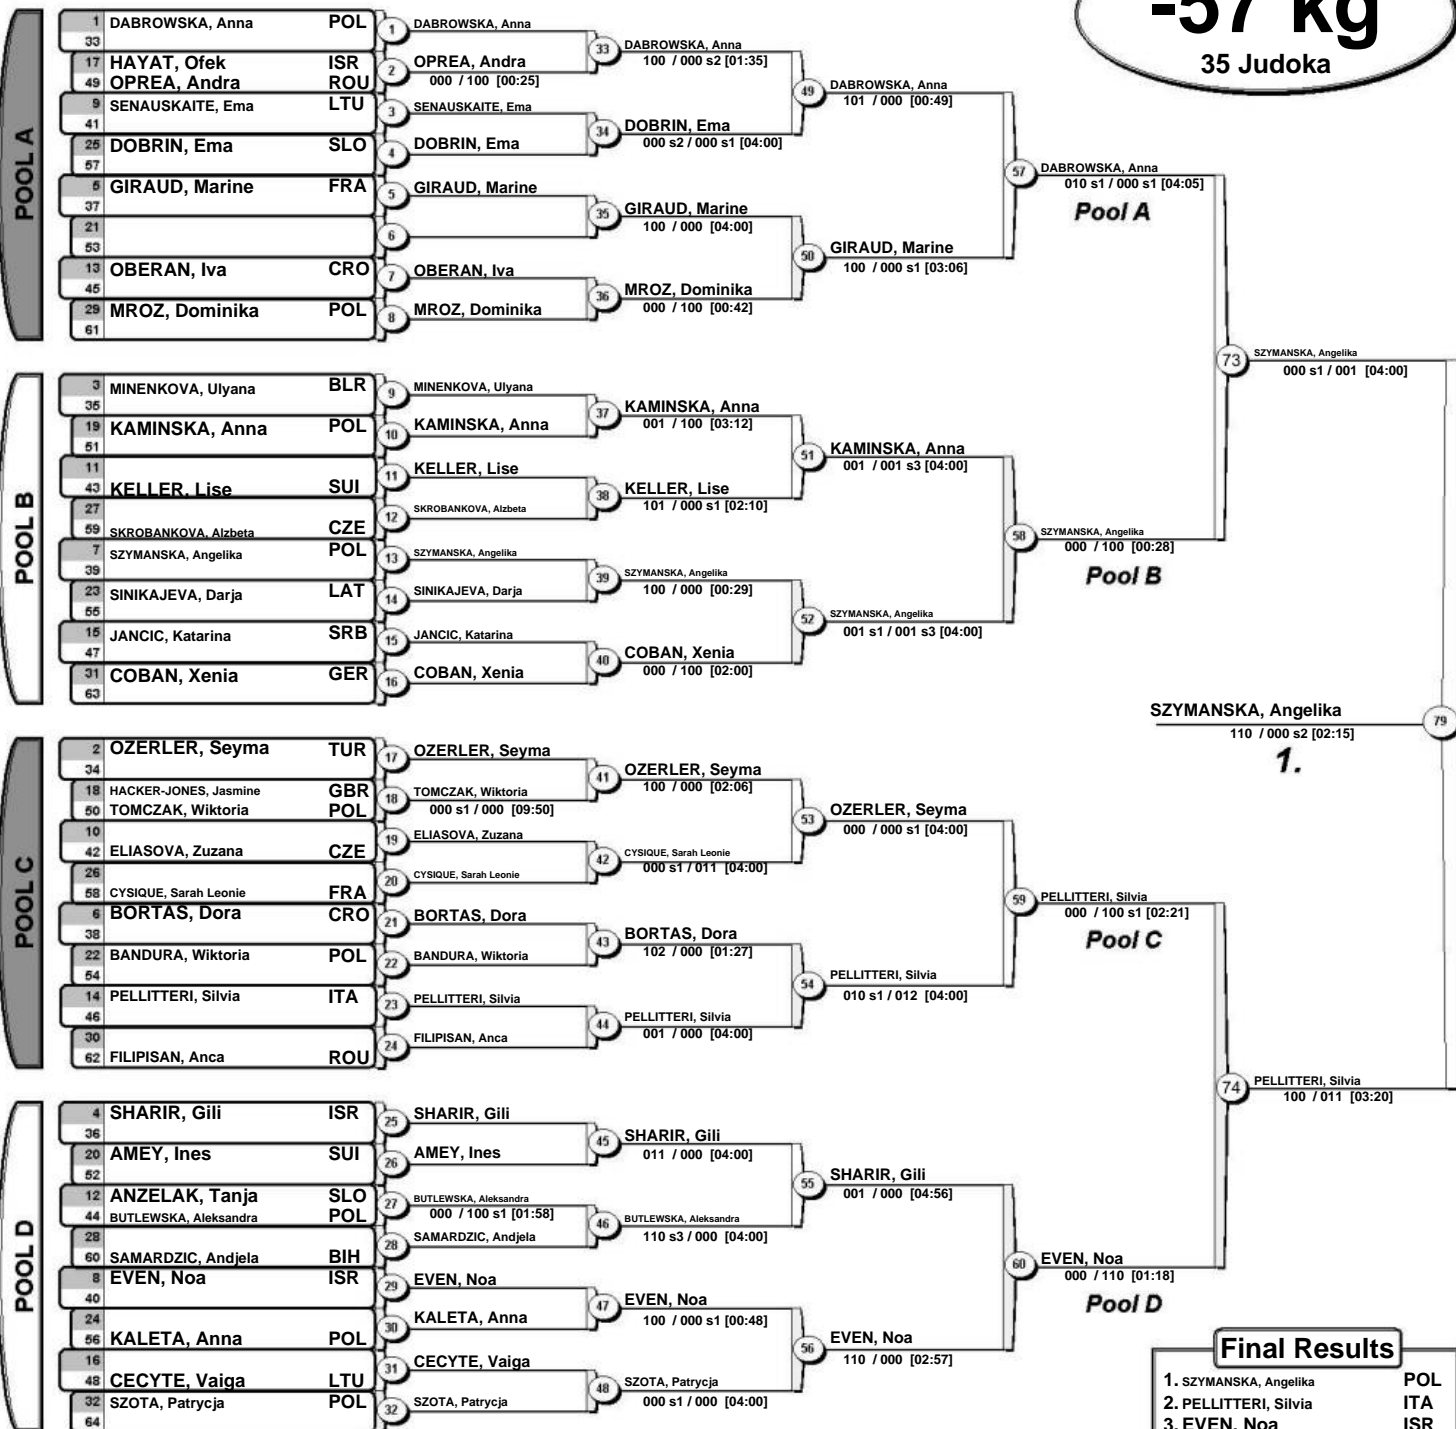 -57 kg
35 Judoka
POOL A
1 DABROWSKA, Anna POL
33
17 HAYAT, Ofek ISR
49 OPREA, Andra ROU
9 SENAUSKAITE, Ema LTU
41
25 DOBRIN, Ema SLO
57
5 GIRAUD, Marine FRA
37
21
53
13 OBERAN, Iva CRO
45
29 MROZ, Dominika POL
61
1 DABROWSKA, Anna
2 OPREA, Andra
000 / 100 [00:25]
3 SENAUSKAITE, Ema
4 DOBRIN, Ema
5 GIRAUD, Marine
6
7 OBERAN, Iva
8 MROZ, Dominika
33 DABROWSKA, Anna
100 / 000 s2 [01:35]
34 DOBRIN, Ema
000 s2 / 000 s1 [04:00]
35 GIRAUD, Marine
100 / 000 [04:00]
36 MROZ, Dominika
000 / 100 [00:42]
49 DABROWSKA, Anna
101 / 000 [00:49]
50 GIRAUD, Marine
100 / 000 s1 [03:06]
57 DABROWSKA, Anna
010 s1 / 000 s1 [04:05]
Pool A
POOL B
3 MINENKOVA, Ulyana BLR
35
19 KAMINSKA, Anna POL
51
11
43 KELLER, Lise SUI
27
59 SKROBANKOVA, Alzbeta CZE
7 SZYMANSKA, Angelika POL
39
23 SINIKAJEVA, Darja LAT
55
15 JANCIC, Katarina SRB
47
31 COBAN, Xenia GER
63
9 MINENKOVA, Ulyana
10 KAMINSKA, Anna
11 KELLER, Lise
12 SKROBANKOVA, Alzbeta
13 SZYMANSKA, Angelika
14 SINIKAJEVA, Darja
15 JANCIC, Katarina
16 COBAN, Xenia
37 KAMINSKA, Anna
001 / 100 [03:12]
38 KELLER, Lise
101 / 000 s1 [02:10]
39 SZYMANSKA, Angelika
100 / 000 [00:29]
40 COBAN, Xenia
000 / 100 [02:00]
51 KAMINSKA, Anna
001 / 001 s3 [04:00]
52 SZYMANSKA, Angelika
001 s1 / 001 s3 [04:00]
58 SZYMANSKA, Angelika
000 / 100 [00:28]
Pool B
73 SZYMANSKA, Angelika
000 s1 / 001 [04:00]
SZYMANSKA, Angelika 79
110 / 000 s2 [02:15]
1.
POOL C
2 OZERLER, Seyma TUR
34
18 HACKER-JONES, Jasmine GBR
50 TOMCZAK, Wiktoria POL
10
42 ELIASOVA, Zuzana CZE
26
58 CYSIQUE, Sarah Leonie FRA
6 BORTAS, Dora CRO
38
22 BANDURA, Wiktoria POL
54
14 PELLITTERI, Silvia ITA
46
30
62 FILIPISAN, Anca ROU
17 OZERLER, Seyma
18 TOMCZAK, Wiktoria
000 s1 / 000 [09:50]
19 ELIASOVA, Zuzana
20 CYSIQUE, Sarah Leonie
21 BORTAS, Dora
22 BANDURA, Wiktoria
23 PELLITTERI, Silvia
24 FILIPISAN, Anca
41 OZERLER, Seyma
100 / 000 [02:06]
42 CYSIQUE, Sarah Leonie
000 s1 / 011 [04:00]
43 BORTAS, Dora
102 / 000 [01:27]
44 PELLITTERI, Silvia
001 / 000 [04:00]
53 OZERLER, Seyma
000 / 000 s1 [04:00]
54 PELLITTERI, Silvia
010 s1 / 012 [04:00]
59 PELLITTERI, Silvia
000 / 100 s1 [02:21]
Pool C
74 PELLITTERI, Silvia
100 / 011 [03:20]
POOL D
4 SHARIR, Gili ISR
36
20 AMEY, Ines SUI
52
12 ANZELAK, Tanja SLO
44 BUTLEWSKA, Aleksandra POL
28
60 SAMARDZIC, Andjela BIH
8 EVEN, Noa ISR
40
24
56 KALETA, Anna POL
16
48 CECYTE, Vaiga LTU
32 SZOTA, Patrycja POL
64
25 SHARIR, Gili
26 AMEY, Ines
27 BUTLEWSKA, Aleksandra
000 / 100 s1 [01:58]
28 SAMARDZIC, Andjela
29 EVEN, Noa
30 KALETA, Anna
31 CECYTE, Vaiga
32 SZOTA, Patrycja
45 SHARIR, Gili
011 / 000 [04:00]
46 BUTLEWSKA, Aleksandra
110 s3 / 000 [04:00]
47 EVEN, Noa
100 / 000 s1 [00:48]
48 SZOTA, Patrycja
000 s1 / 000 [04:00]
55 SHARIR, Gili
001 / 000 [04:56]
56 EVEN, Noa
110 / 000 [02:57]
60 EVEN, Noa
000 / 110 [01:18]
Pool D
Final Results
1. SZYMANSKA, Angelika POL
2. PELLITTERI, Silvia ITA
3. EVEN, Noa ISR